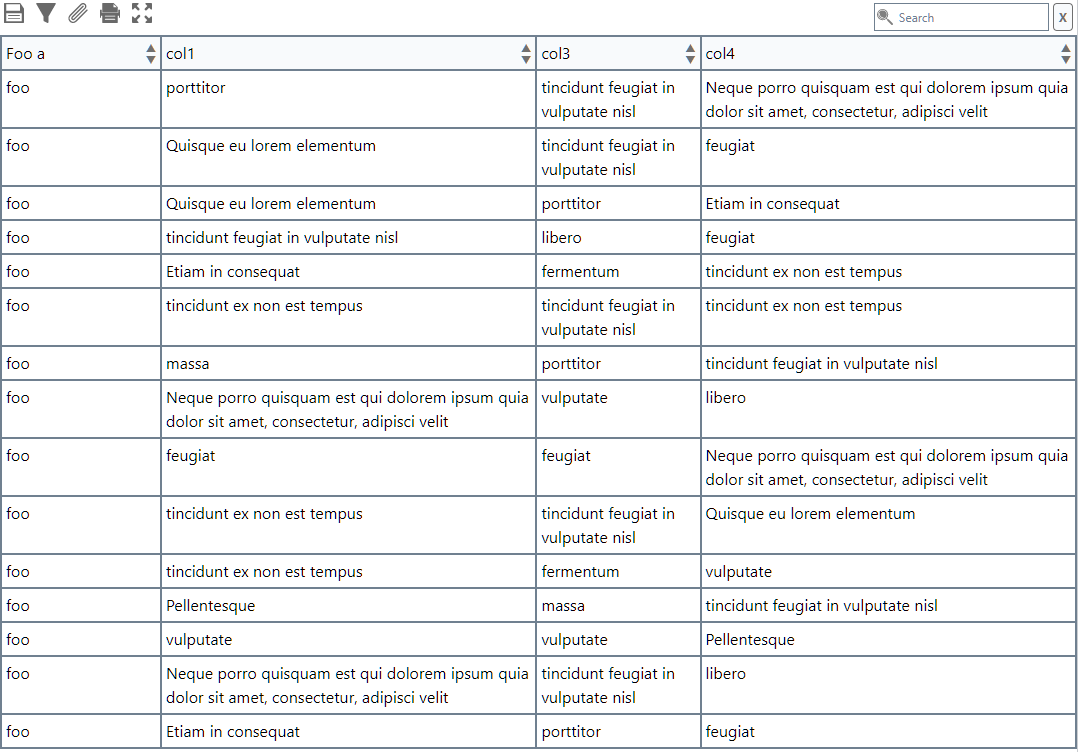 Search X
Foo a col1 col3 col4
foo porttitor tincidunt feugiat in Neque porro quisquam est qui dolorem ipsum quia
vulputate nisl dolor sit amet, consectetur, adipisci velit
foo Quisque eu lorem elementum tincidunt feugiat in feugiat
vulputate nisl
foo Quisque eu lorem elementum porttitor Etiam in consequat
foo tincidunt feugiat in vulputate nisl libero feugiat
foo Etiam in consequat fermentum tincidunt ex non est tempus
foo tincidunt ex non est tempus tincidunt feugiat in tincidunt ex non est tempus
vulputate nisl
foo massa porttitor tincidunt feugiat in vulputate nisl
foo Neque porro quisquam est qui dolorem ipsum quia vulputate libero
dolor sit amet, consectetur, adipisci velit
foo feugiat feugiat Neque porro quisquam est qui dolorem ipsum quia
dolor sit amet, consectetur, adipisci velit
foo tincidunt ex non est tempus tincidunt feugiat in Quisque eu lorem elementum
vulputate nisl
foo tincidunt ex non est tempus fermentum vulputate
foo Pellentesque massa tincidunt feugiat in vulputate nisl
foo vulputate vulputate Pellentesque
foo Neque porro quisquam est qui dolorem ipsum quia tincidunt feugiat in libero
dolor sit amet, consectetur, adipisci velit vulputate nisl
foo Etiam in consequat porttitor feugiat